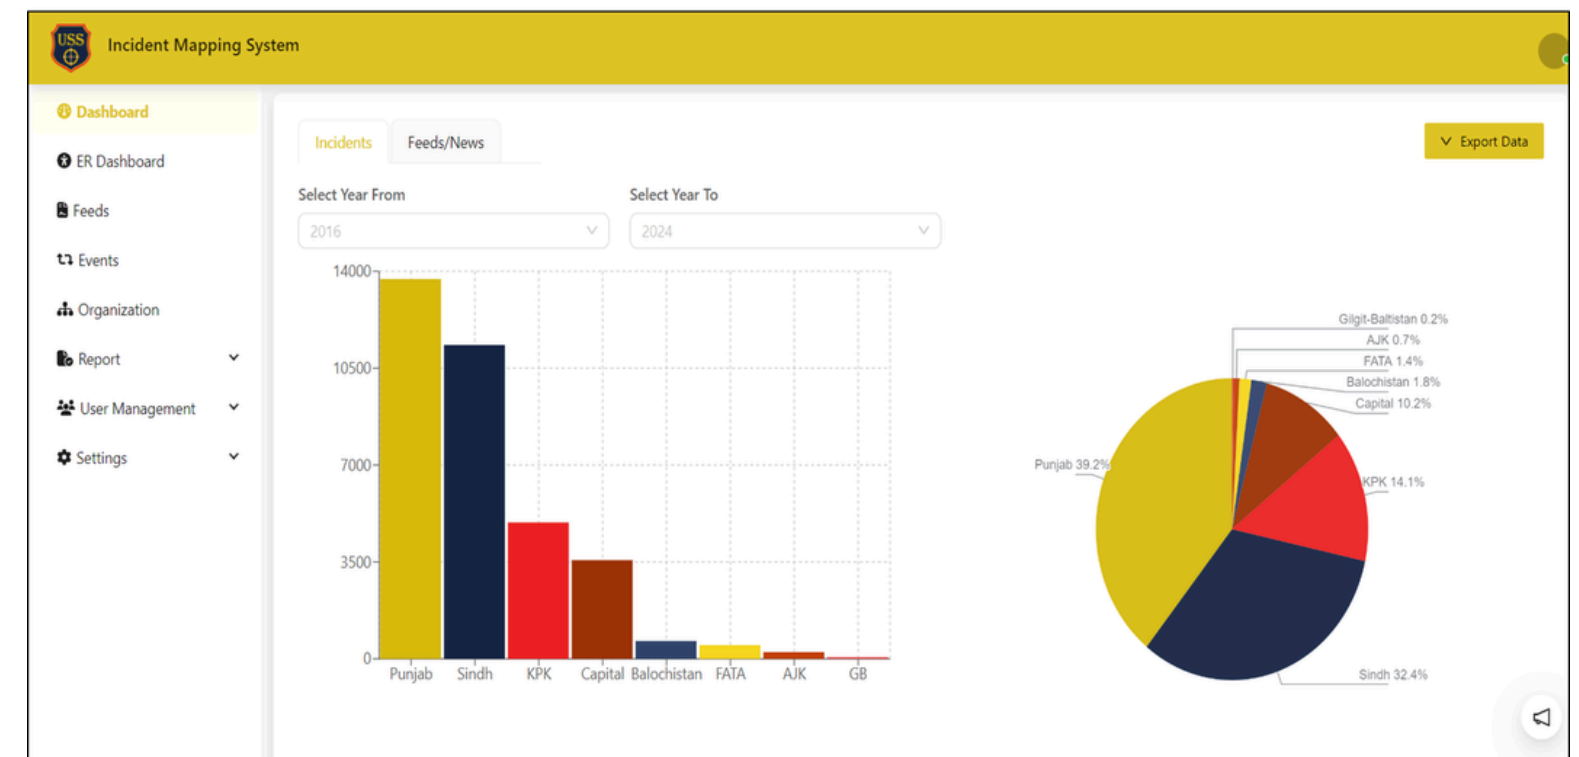 USS
Incident Mapping System
Dashboard
ER Dashboard
Feeds
Events
Organization
Report
User Management
Settings
Incidents
Feeds/News
Export Data
Select Year From
Select Year To
2016
2024
14000
10500
7000
3500
0
Punjab Sindh KPK Capital Balochistan FATA AJK GB
Gilgit-Baltistan 0.2%
AJK 0.7%
FATA 1.4%
Balochistan 1.8%
Capital 10.2%
Punjab 39.2%
KPK 14.1%
Sindh 32.4%